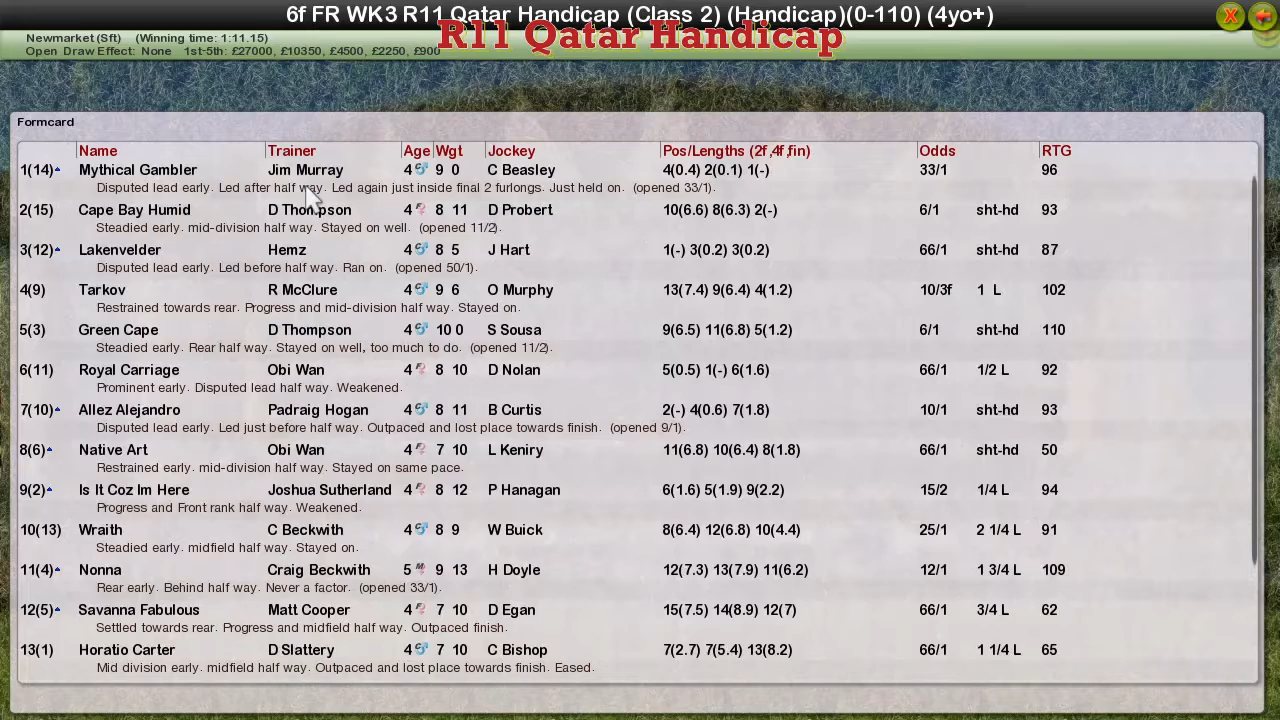 6f FR WK3 R11 Qatar Handicap (Class 2) (Handicap)(0-110) (4yo+)
R11 Qatar Handicap
Newmarket (Sft) (Winning time: 1:11.15)
Open Draw Effect: None 1st-5th: £27000, £10350, £4500, £2250, £900
Formcard
Name Trainer Age Wgt Jockey Pos/Lengths (2f,4f,fin) Odds RTG
1(14) Mythical Gambler Jim Murray 4 9 0 C Beasley 4(0.4) 2(0.1) 1(-) 33/1 96
Disputed lead early. Led after half way. Led again just inside final 2 furlongs. Just held on. (opened 33/1).
2(15) Cape Bay Humid D Thompson 4 8 11 D Probert 10(6.6) 8(6.3) 2(-) 6/1 sht-hd 93
Steadied early. mid-division half way. Stayed on well. (opened 11/2).
3(12) Lakenvelder Hemz 4 8 5 J Hart 1(-) 3(0.2) 3(0.2) 66/1 sht-hd 87
Disputed lead early. Led before half way. Ran on. (opened 50/1).
4(9) Tarkov R McClure 4 9 6 O Murphy 13(7.4) 9(6.4) 4(1.2) 10/3f 1 L 102
Restrained towards rear. Progress and mid-division half way. Stayed on.
5(3) Green Cape D Thompson 4 10 0 S Sousa 9(6.5) 11(6.8) 5(1.2) 6/1 sht-hd 110
Steadied early. Rear half way. Stayed on well, too much to do. (opened 11/2).
6(11) Royal Carriage Obi Wan 4 8 10 D Nolan 5(0.5) 1(-) 6(1.6) 66/1 1/2 L 92
Prominent early. Disputed lead half way. Weakened.
7(10) Allez Alejandro Padraig Hogan 4 8 11 B Curtis 2(-) 4(0.6) 7(1.8) 10/1 sht-hd 93
Disputed lead early. Led just before half way. Outpaced and lost place towards finish. (opened 9/1).
8(6) Native Art Obi Wan 4 7 10 L Keniry 11(6.8) 10(6.4) 8(1.8) 66/1 sht-hd 50
Restrained early. mid-division half way. Stayed on same pace.
9(2) Is It Coz Im Here Joshua Sutherland 4 8 12 P Hanagan 6(1.6) 5(1.9) 9(2.2) 15/2 1/4 L 94
Progress and Front rank half way. Weakened.
10(13) Wraith C Beckwith 4 8 9 W Buick 8(6.4) 12(6.8) 10(4.4) 25/1 2 1/4 L 91
Steadied early. midfield half way. Stayed on.
11(4) Nonna Craig Beckwith 5 9 13 H Doyle 12(7.3) 13(7.9) 11(6.2) 12/1 1 3/4 L 109
Rear early. Behind half way. Never a factor. (opened 33/1).
12(5) Savanna Fabulous Matt Cooper 4 7 10 D Egan 15(7.5) 14(8.9) 12(7) 66/1 3/4 L 62
Settled towards rear. Progress and midfield half way. Outpaced finish.
13(1) Horatio Carter D Slattery 4 7 10 C Bishop 7(2.7) 7(5.4) 13(8.2) 66/1 1 1/4 L 65
Mid division early. midfield half way. Outpaced and lost place towards finish. Eased.